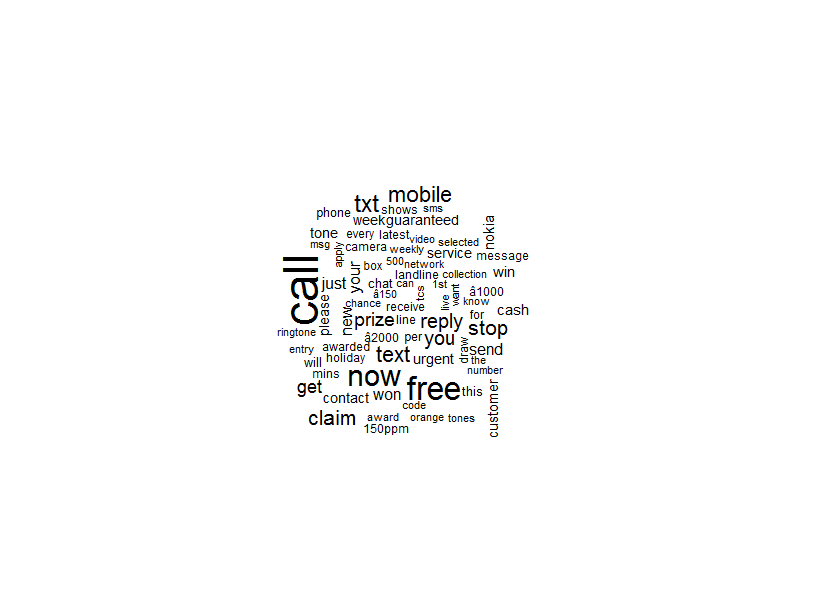 mobile
txt
phone shows sms
weekguaranteed
nokia
tone every latest video selected
msg apply camera weekly service message
call
box 500 network
just your chat can landline collection win
â150 tcs 1st live want â1000
please new chance receive know cash
prize line reply for stop
ringtone â2000 per you
entry awarded text urgent draw send
will holiday the
mins now number
get free this
contact won customer
code
claim award orange tones
150ppm